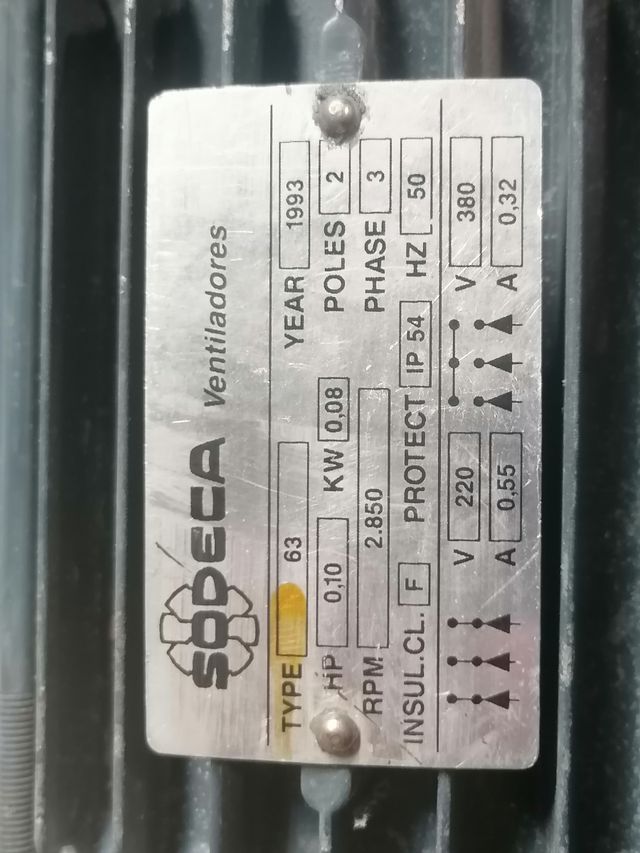 SODECA Ventiladores
TYPE 63 YEAR 1993
HP 0,10 KW 0,08 POLES 2
RPM 2.850 PHASE 3
INSUL.CL. F PROTECT IP 54 HZ 50
V 220 V 380
A 0,55 A 0,32